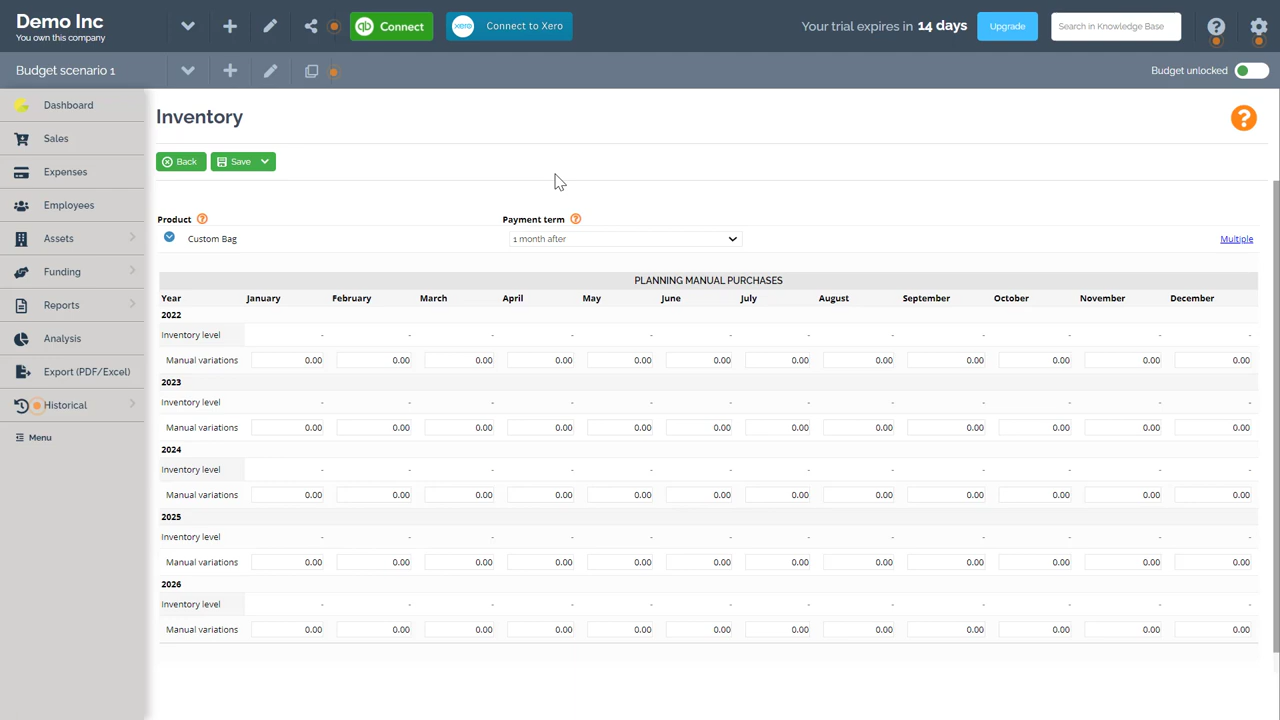 Demo Inc
You own this company
qb Connect
xero Connect to Xero
Your trial expires in 14 days
Upgrade
Search in Knowledge Base
?
Budget scenario 1
Budget unlocked
Dashboard
Sales
Expenses
Employees
Assets
Funding
Reports
Analysis
Export (PDF/Excel)
Historical
Menu
Inventory
?
Back
Save
Product ?
Payment term ?
Custom Bag
1 month after
Multiple
PLANNING MANUAL PURCHASES
Year January February March April May June July August September October November December
2022
Inventory level - - - - - - - - - - - -
Manual variations 0.00 0.00 0.00 0.00 0.00 0.00 0.00 0.00 0.00 0.00 0.00 0.00
2023
Inventory level - - - - - - - - - - - -
Manual variations 0.00 0.00 0.00 0.00 0.00 0.00 0.00 0.00 0.00 0.00 0.00 0.00
2024
Inventory level - - - - - - - - - - - -
Manual variations 0.00 0.00 0.00 0.00 0.00 0.00 0.00 0.00 0.00 0.00 0.00 0.00
2025
Inventory level - - - - - - - - - - - -
Manual variations 0.00 0.00 0.00 0.00 0.00 0.00 0.00 0.00 0.00 0.00 0.00 0.00
2026
Inventory level - - - - - - - - - - - -
Manual variations 0.00 0.00 0.00 0.00 0.00 0.00 0.00 0.00 0.00 0.00 0.00 0.00